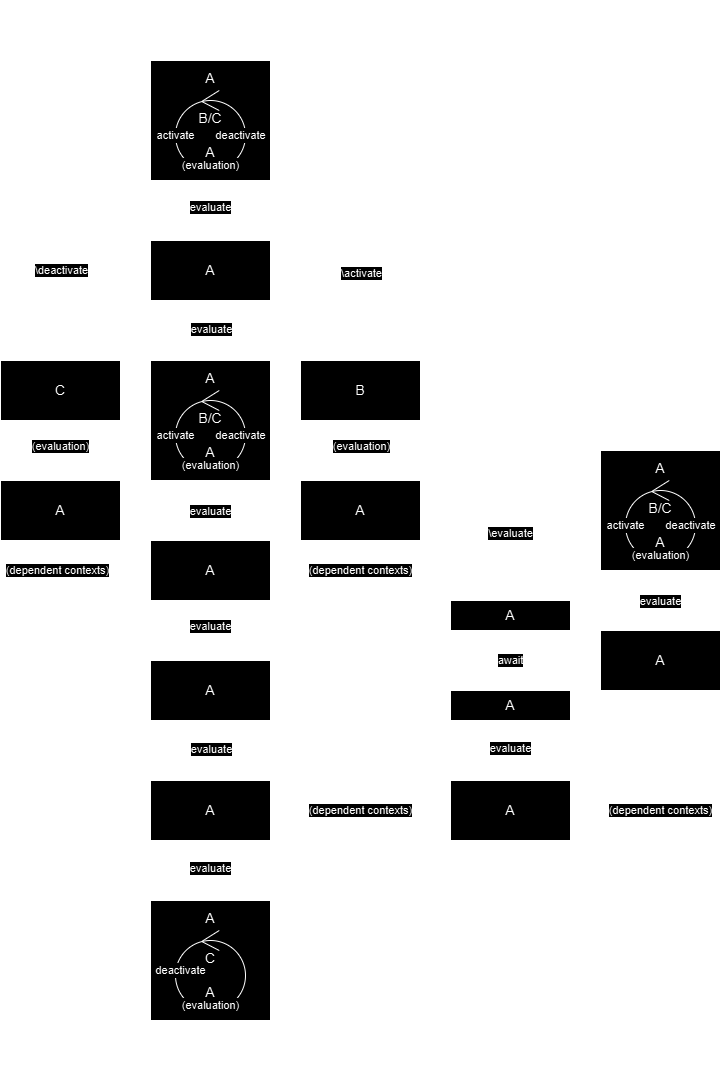 A
B/C
activate deactivate
A
(evaluation)
evaluate
\deactivate
A
\activate
evaluate
C
A
B/C
activate deactivate
A
(evaluation)
B
(evaluation)
(evaluation)
A
evaluate
A
A
B/C
activate deactivate
A
(evaluation)
\evaluate
(dependent contexts)
A
(dependent contexts)
evaluate
A
evaluate
A
await
A
A
A
evaluate
evaluate
A
(dependent contexts)
A
(dependent contexts)
evaluate
A
C
deactivate
A
(evaluation)